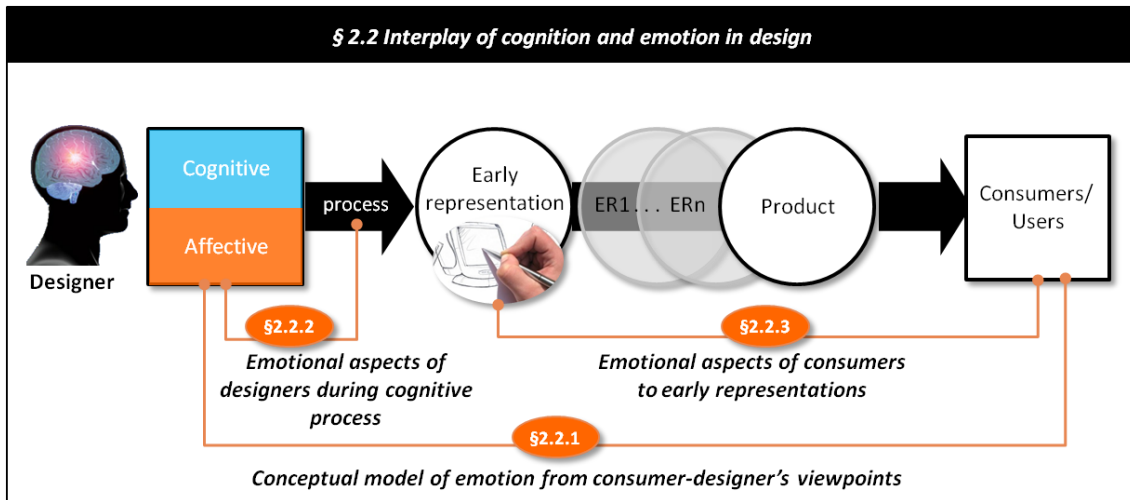 § 2.2 Interplay of cognition and emotion in design
Cognitive
Affective
Designer
process
Early
representation
ER1 . . . ERn
Product
Consumers/
Users
§2.2.2
Emotional aspects of
designers during cognitive
process
§2.2.3
Emotional aspects of consumers
to early representations
§2.2.1
Conceptual model of emotion from consumer-designer’s viewpoints